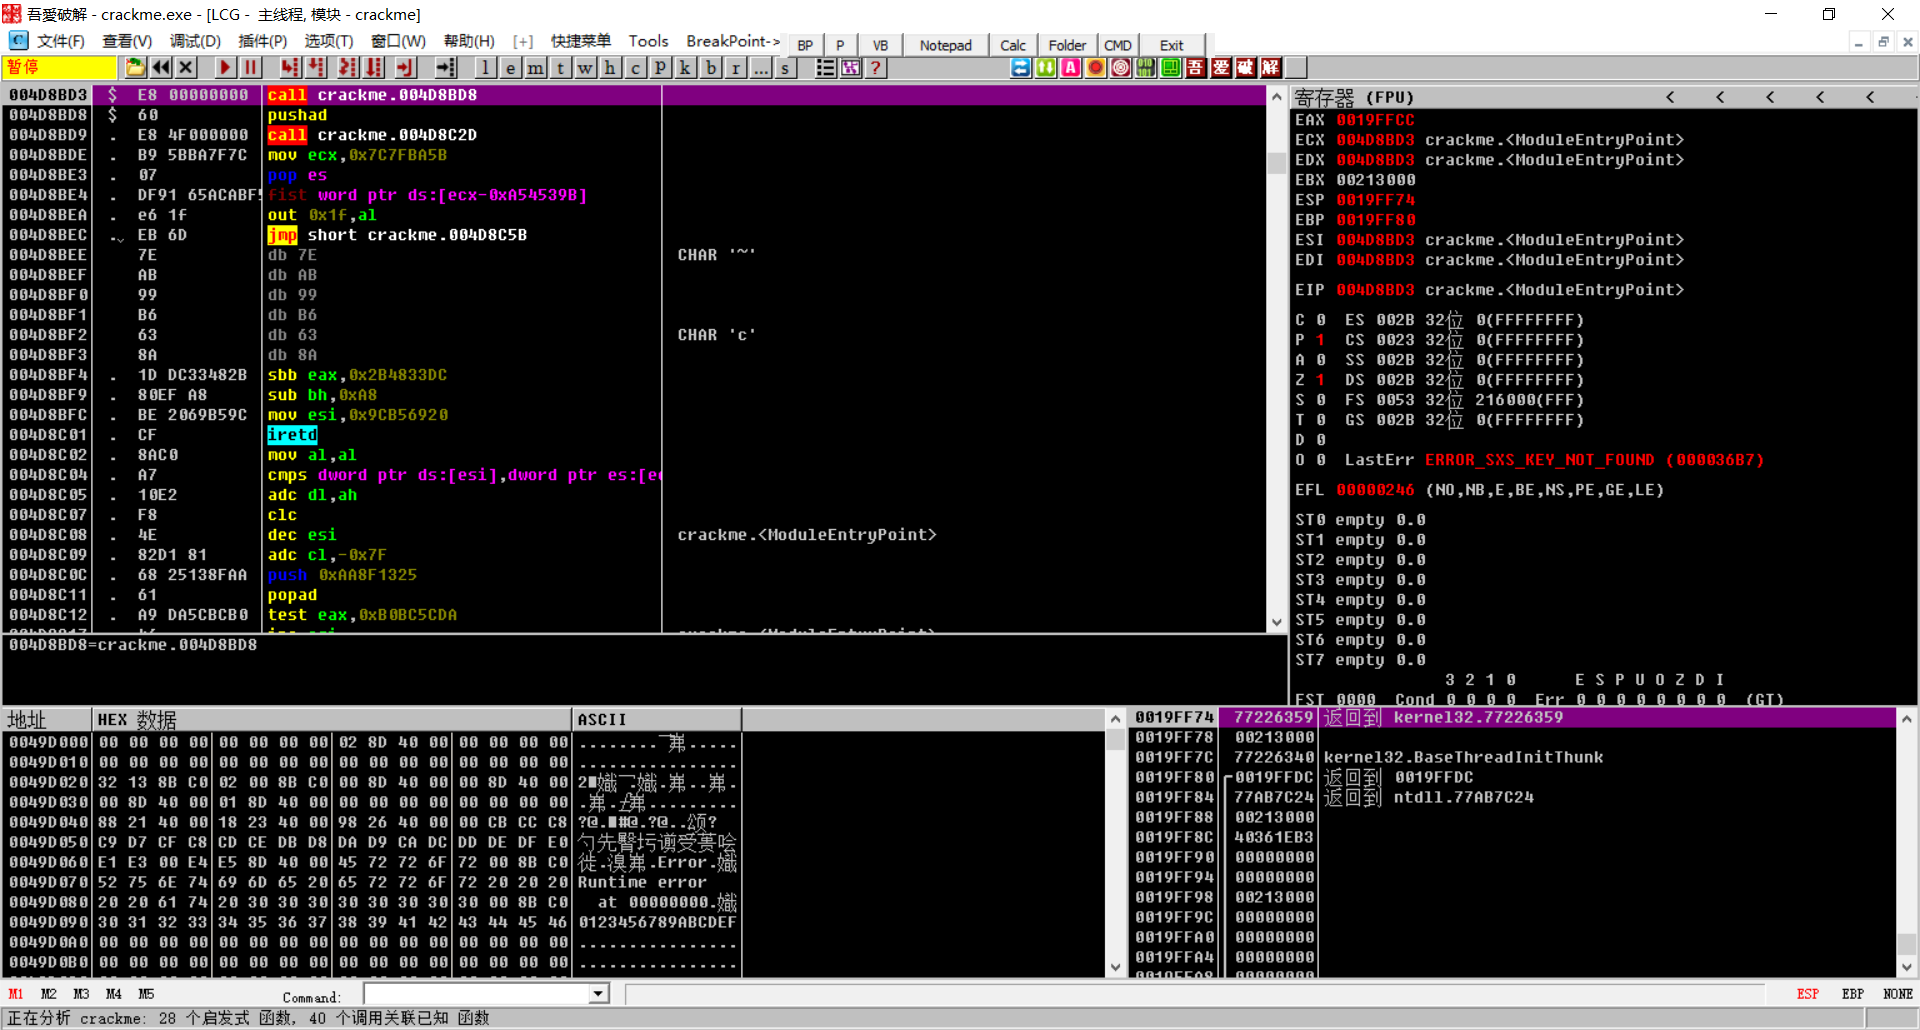 吾愛破解 - crackme.exe - [LCG -  主线程, 模块 - crackme]
文件(F) 查看(V) 调试(D) 插件(P) 选项(T) 窗口(W) 帮助(H) [+] 快捷菜单 Tools BreakPoint-> BP P VB Notepad Calc Folder CMD Exit
暂停 l e m t w h c p k b r ... s ? 吾 爱 破 解
004D8BD3 $ E8 00000000 call crackme.004D8BD8
004D8BD8 $ 60 pushad
004D8BD9 . E8 4F000000 call crackme.004D8C2D
004D8BDE . B9 5BBA7F7C mov ecx,0x7C7FBA5B
004D8BE3 . 07 pop es
004D8BE4 . DF91 65ACABF5 fist word ptr ds:[ecx-0xA54539B]
004D8BEA . e6 1f out 0x1f,al
004D8BEC . EB 6D jmp short crackme.004D8C5B
004D8BEE 7E db 7E CHAR '~'
004D8BEF AB db AB
004D8BF0 99 db 99
004D8BF1 B6 db B6
004D8BF2 63 db 63 CHAR 'c'
004D8BF3 8A db 8A
004D8BF4 . 1D DC33482B sbb eax,0x2B4833DC
004D8BF9 . 80EF A8 sub bh,0xA8
004D8BFC . BE 2069B59C mov esi,0x9CB56920
004D8C01 . CF iretd
004D8C02 . 8AC0 mov al,al
004D8C04 . A7 cmps dword ptr ds:[esi],dword ptr es:[e
004D8C05 . 10E2 adc dl,ah
004D8C07 . F8 clc
004D8C08 . 4E dec esi crackme.<ModuleEntryPoint>
004D8C09 . 82D1 81 adc cl,-0x7F
004D8C0C . 68 25138FAA push 0xAA8F1325
004D8C11 . 61 popad
004D8C12 . A9 DA5CBCB0 test eax,0xB0BC5CDA
004D8BD8=crackme.004D8BD8
寄存器 (FPU) < < < < <
EAX 0019FFCC
ECX 004D8BD3 crackme.<ModuleEntryPoint>
EDX 004D8BD3 crackme.<ModuleEntryPoint>
EBX 00213000
ESP 0019FF74
EBP 0019FF80
ESI 004D8BD3 crackme.<ModuleEntryPoint>
EDI 004D8BD3 crackme.<ModuleEntryPoint>
EIP 004D8BD3 crackme.<ModuleEntryPoint>
C 0 ES 002B 32位 0(FFFFFFFF)
P 1 CS 0023 32位 0(FFFFFFFF)
A 0 SS 002B 32位 0(FFFFFFFF)
Z 1 DS 002B 32位 0(FFFFFFFF)
S 0 FS 0053 32位 216000(FFF)
T 0 GS 002B 32位 0(FFFFFFFF)
D 0
O 0 LastErr ERROR_SXS_KEY_NOT_FOUND (000036B7)
EFL 00000246 (NO,NB,E,BE,NS,PE,GE,LE)
ST0 empty 0.0
ST1 empty 0.0
ST2 empty 0.0
ST3 empty 0.0
ST4 empty 0.0
ST5 empty 0.0
ST6 empty 0.0
ST7 empty 0.0
3 2 1 0 E S P U O Z D I
FST 0000 Cond 0 0 0 0 Err 0 0 0 0 0 0 0 0 (GT)
地址 HEX 数据 ASCII
0049D000 00 00 00 00 00 00 00 00 02 8D 40 00 00 00 00 00
0049D010 00 00 00 00 00 00 00 00 00 00 00 00 00 00 00 00 ................
0049D020 32 13 8B C0 02 00 8B C0 00 8D 40 00 00 8D 40 00
0049D030 00 8D 40 00 01 8D 40 00 00 00 00 00 00 00 00 00
0049D040 88 21 40 00 18 23 40 00 98 26 40 00 00 CB CC C8
0049D050 C9 D7 CF C8 CD CE DB D8 DA D9 CA DC DD DE DF E0
0049D060 E1 E3 00 E4 E5 8D 40 00 45 72 72 6F 72 00 8B C0 .Error.
0049D070 52 75 6E 74 69 6D 65 20 65 72 72 6F 72 20 20 20 Runtime error
0049D080 20 20 61 74 20 30 30 30 30 30 30 30 30 00 8B C0 at 00000000.
0049D090 30 31 32 33 34 35 36 37 38 39 41 42 43 44 45 46 0123456789ABCDEF
0049D0A0 00 00 00 00 00 00 00 00 00 00 00 00 00 00 00 00 ................
0049D0B0 00 00 00 00 00 00 00 00 00 00 00 00 00 00 00 00 ................
0019FF74 77226359 返回到 kernel32.77226359
0019FF78 00213000
0019FF7C 77226340 kernel32.BaseThreadInitThunk
0019FF80 0019FFDC 返回到 0019FFDC
0019FF84 77AB7C24 返回到 ntdll.77AB7C24
0019FF88 00213000
0019FF8C 40361EB3
0019FF90 00000000
0019FF94 00000000
0019FF98 00213000
0019FF9C 00000000
0019FFA0 00000000
0019FFA4 00000000
0019FFA8 00000000
M1 M2 M3 M4 M5 Command: ESP EBP NONE
正在分析 crackme: 28 个启发式 函数, 40 个调用关联已知 函数